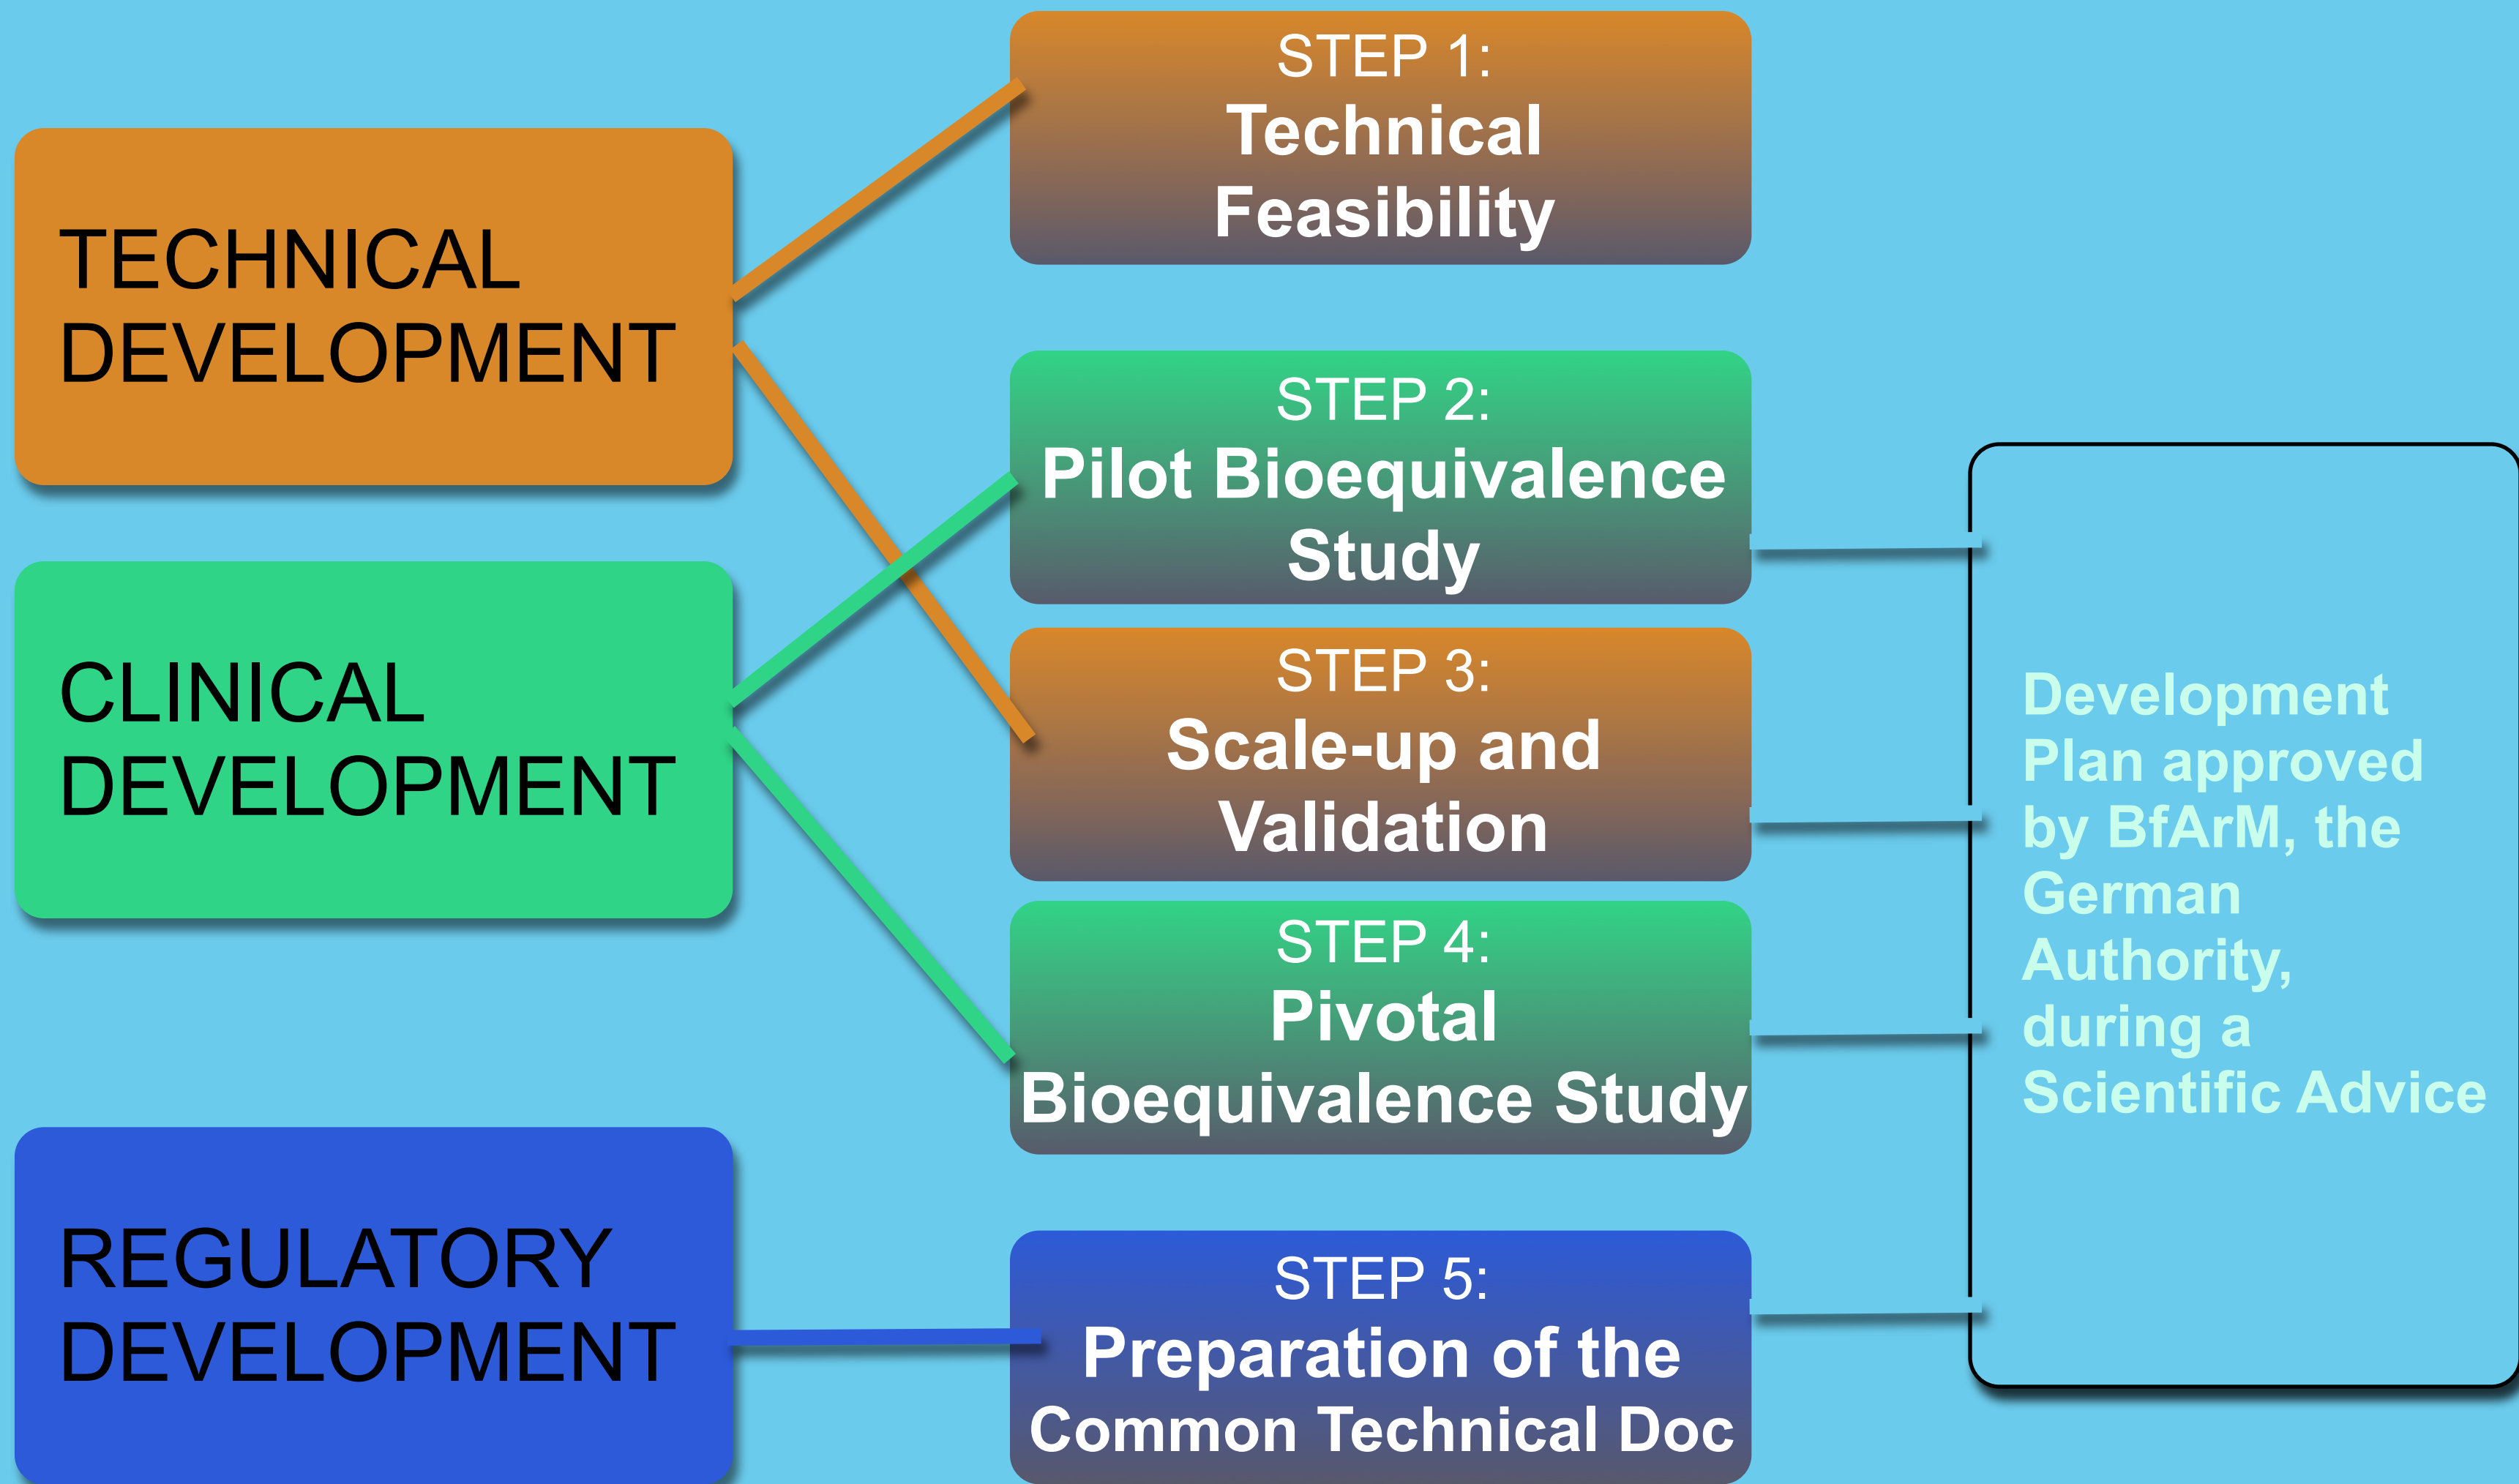 TECHNICAL
DEVELOPMENT
CLINICAL
DEVELOPMENT
REGULATORY
DEVELOPMENT
STEP 1:
Technical
Feasibility
STEP 2:
Pilot Bioequivalence
Study
STEP 3:
Scale-up and
Validation
STEP 4:
Pivotal
Bioequivalence Study
STEP 5:
Preparation of the
Common Technical Doc
Development
Plan approved
by BfArM, the
German
Authority,
during a
Scientific Advice